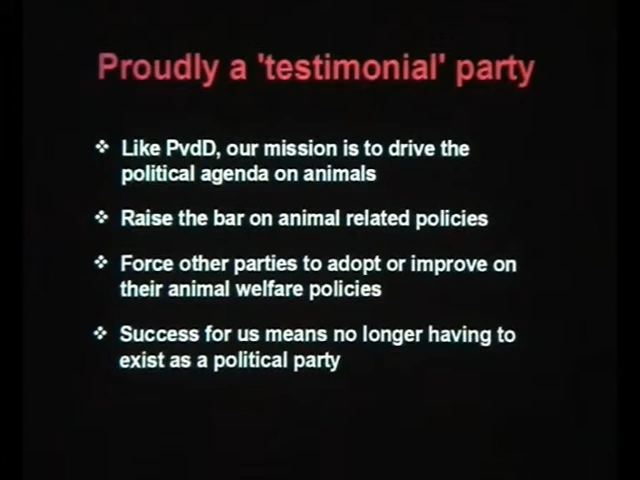 Proudly a 'testimonial' party
❖ Like PvdD, our mission is to drive the
political agenda on animals
❖ Raise the bar on animal related policies
❖ Force other parties to adopt or improve on
their animal welfare policies
❖ Success for us means no longer having to
exist as a political party